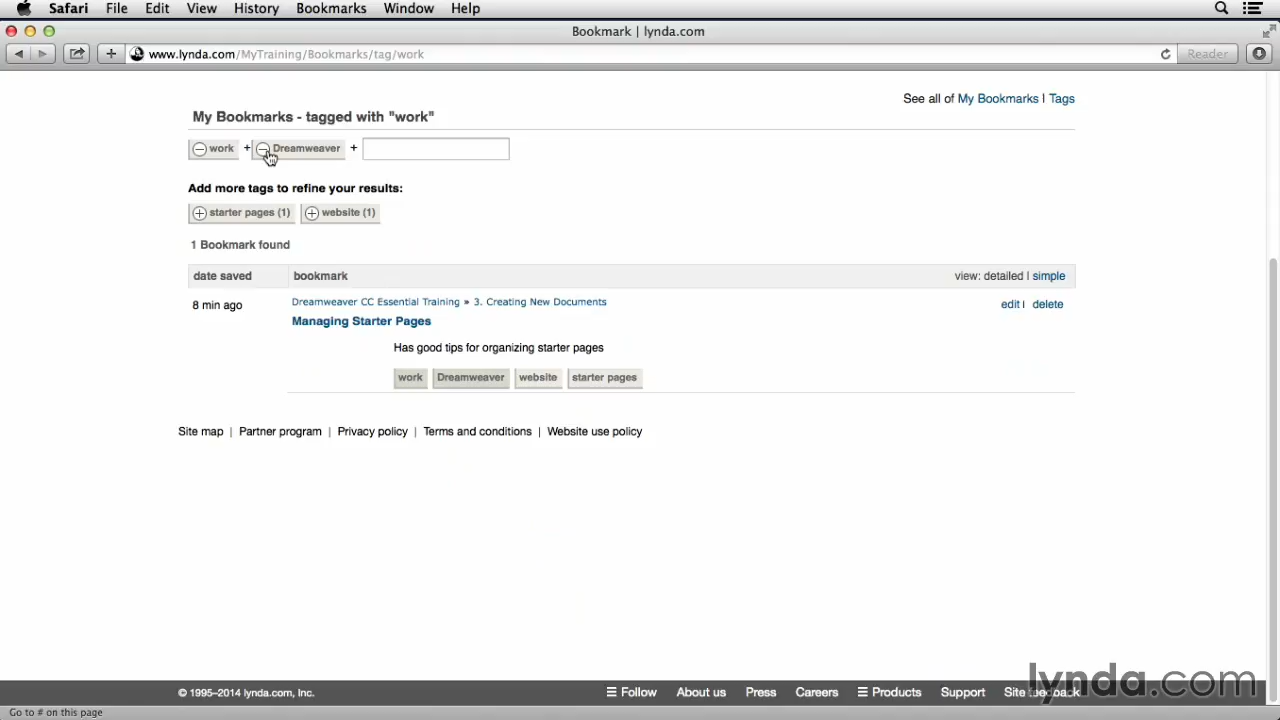 Safari File Edit View History Bookmarks Window Help
Bookmark | lynda.com
www.lynda.com/MyTraining/Bookmarks/tag/work
Reader
See all of My Bookmarks | Tags
My Bookmarks - tagged with "work"
work + Dreamweaver +
Add more tags to refine your results:
starter pages (1) website (1)
1 Bookmark found
date saved bookmark view: detailed | simple
8 min ago Dreamweaver CC Essential Training » 3. Creating New Documents edit | delete
Managing Starter Pages
Has good tips for organizing starter pages
work Dreamweaver website starter pages
Site map | Partner program | Privacy policy | Terms and conditions | Website use policy
© 1995–2014 lynda.com, Inc. Follow About us Press Careers Products Support Site feedback
lynda.com
Go to # on this page